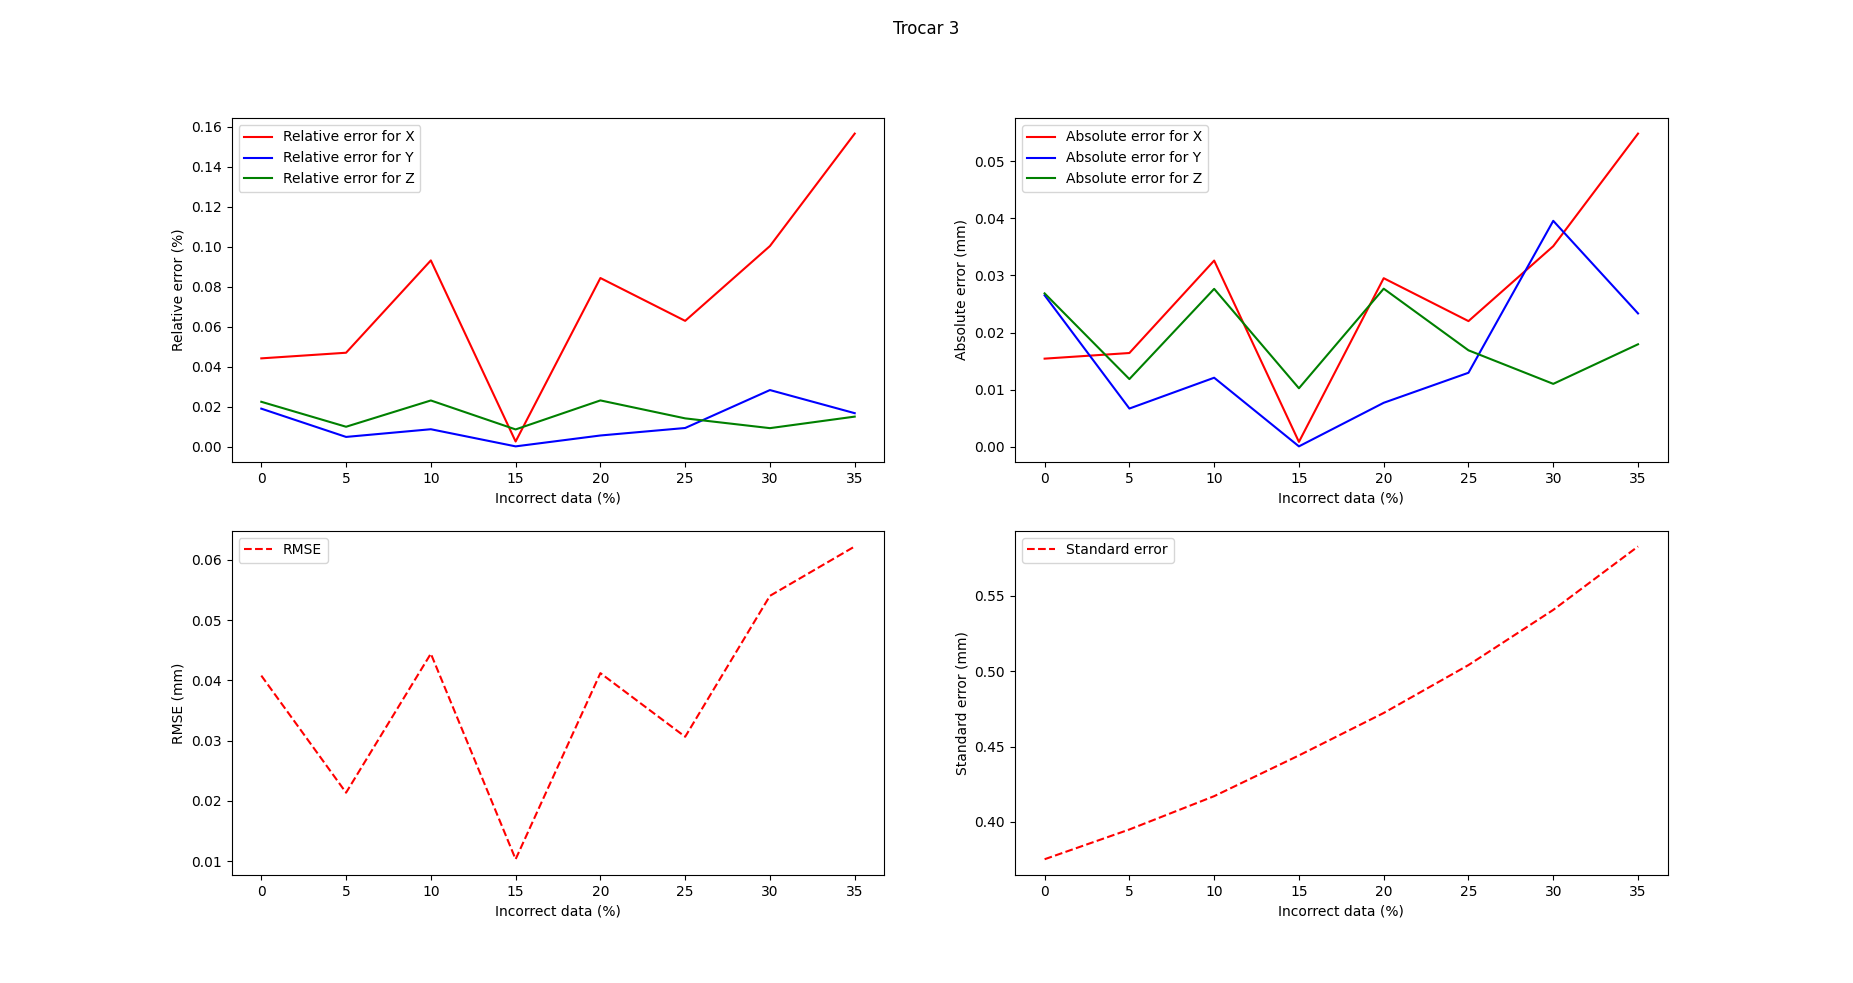 Trocar 3
Relative error for X
Relative error for Y
Relative error for Z
Relative error (%)
0.16
0.14
0.12
0.10
0.08
0.06
0.04
0.02
0.00
0 5 10 15 20 25 30 35
Incorrect data (%)
Absolute error for X
Absolute error for Y
Absolute error for Z
Absolute error (mm)
0.05
0.04
0.03
0.02
0.01
0.00
0 5 10 15 20 25 30 35
Incorrect data (%)
RMSE
RMSE (mm)
0.06
0.05
0.04
0.03
0.02
0.01
0 5 10 15 20 25 30 35
Incorrect data (%)
Standard error
Standard error (mm)
0.55
0.50
0.45
0.40
0 5 10 15 20 25 30 35
Incorrect data (%)